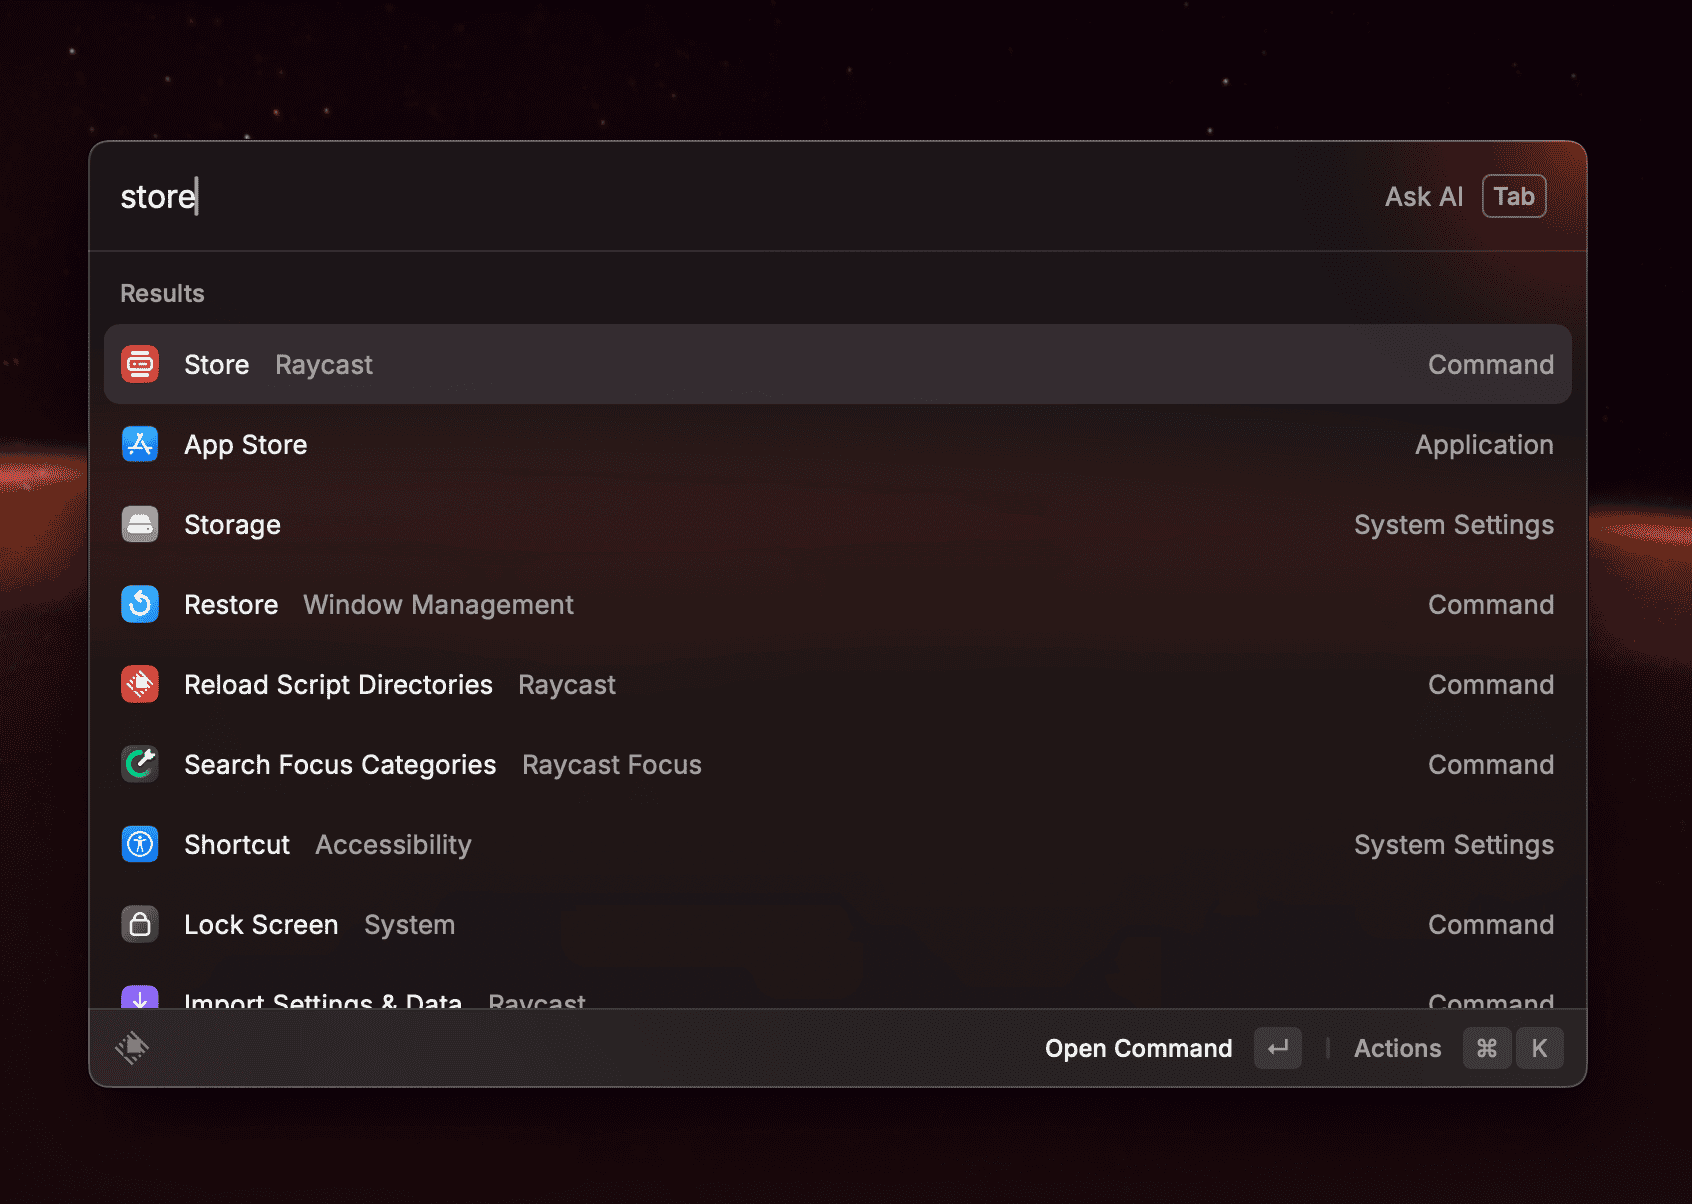 store Ask AI Tab
Results
Store Raycast Command
App Store Application
Storage System Settings
Restore Window Management Command
Reload Script Directories Raycast Command
Search Focus Categories Raycast Focus Command
Shortcut Accessibility System Settings
Lock Screen System Command
Import Settings & Data Raycast Command
Open Command ↵ | Actions ⌘ K